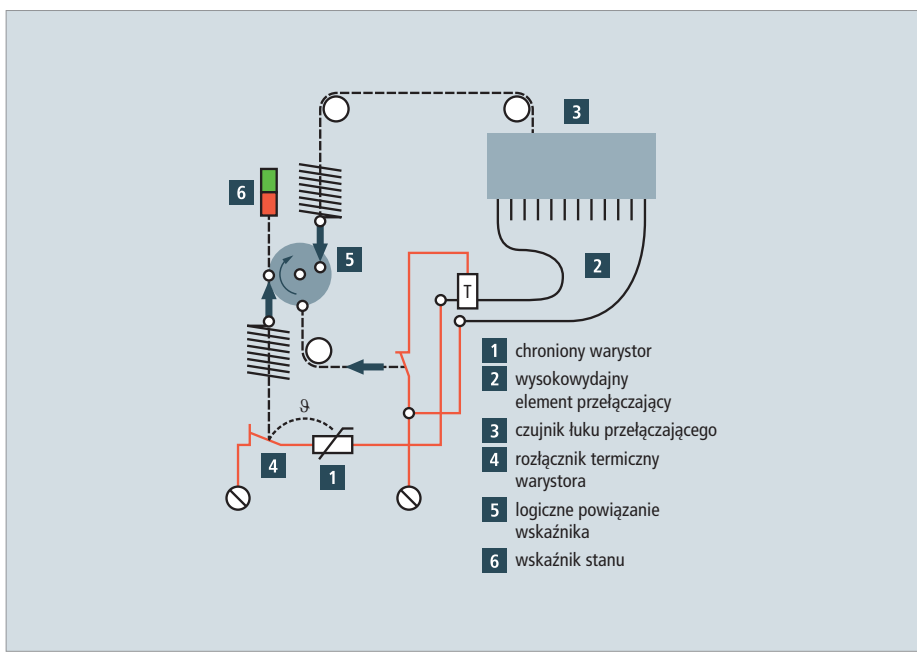 3
6
5
2
T
1 chroniony warystor
2 wysokowydajny
element przełączający
3 czujnik łuku przełączającego
4 rozłącznik termiczny
warystora
5 logiczne powiązanie
wskaźnika
6 wskaźnik stanu
ϑ
4
1